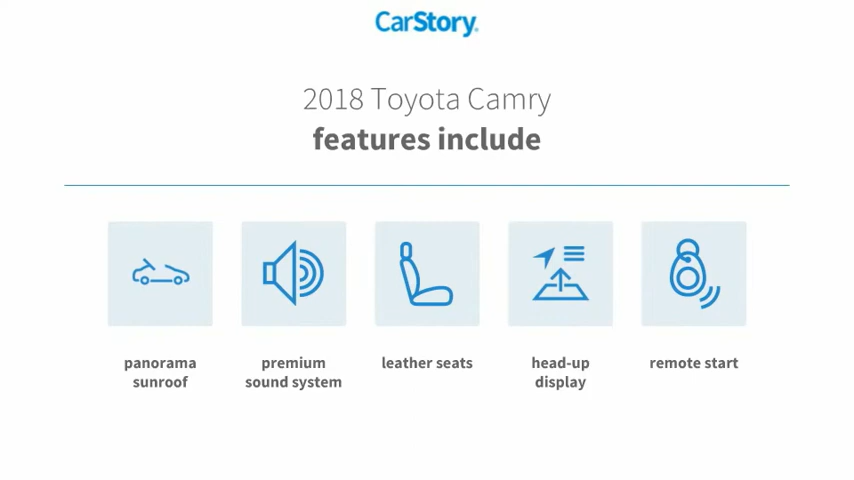 CarStory.
2018 Toyota Camry
features include
panorama
sunroof
premium
sound system
leather seats
head-up
display
remote start